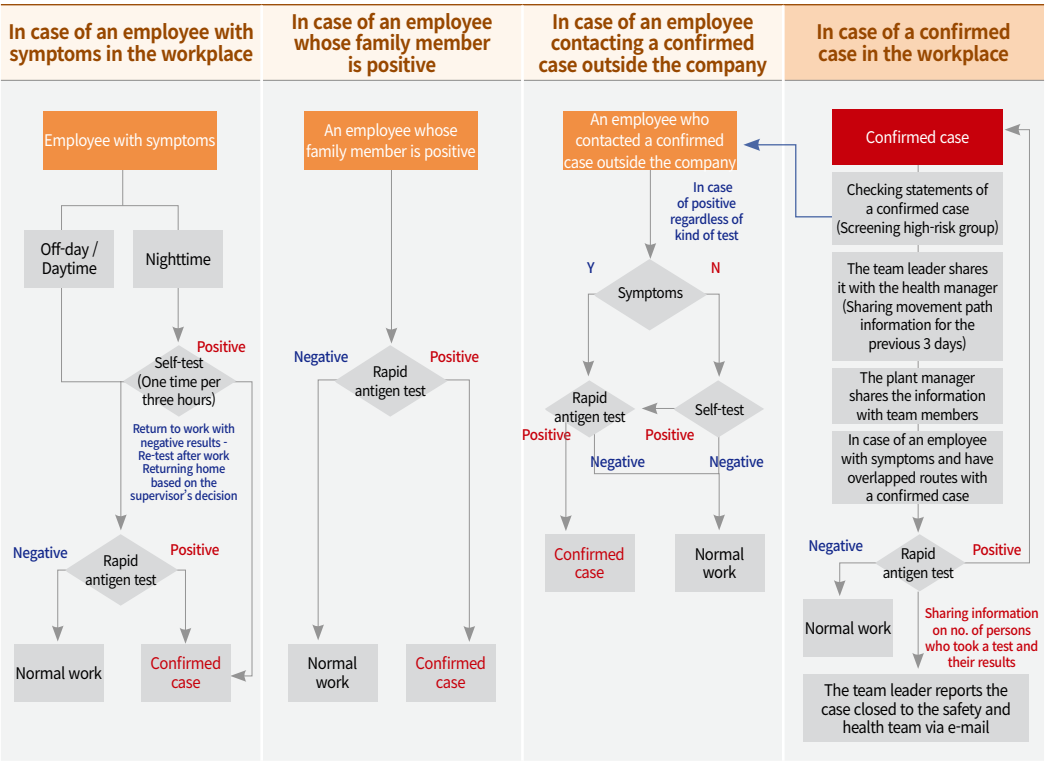 In case of an employee with
symptoms in the workplace
Employee with symptoms
Off-day /
Daytime
Nighttime
Positive
Self-test
(One time per
three hours)
Return to work with
negative results -
Re-test after work
Returning home
based on the
supervisor's decision
Negative
Positive
Rapid
antigen test
Normal work
Confirmed
case
In case of an employee
whose family member
is positive
An employee whose
family member is positive
Negative
Positive
Rapid
antigen test
Normal
work
Confirmed
case
In case of an employee
contacting a confirmed
case outside the company
An employee who
contacted a confirmed
case outside the company
In case
of positive
regardless of
kind of test
Y
N
Symptoms
Rapid
antigen test
Self-test
Positive
Positive
Negative
Negative
Confirmed
case
Normal
work
In case of a confirmed
case in the workplace
Confirmed case
Checking statements of
a confirmed case
(Screening high-risk group)
The team leader shares
it with the health manager
(Sharing movement path
information for the
previous 3 days)
The plant manager
shares the information
with team members
In case of an employee
with symptoms and have
overlapped routes with
a confirmed case
Negative
Positive
Rapid
antigen test
Normal work
Sharing information
on no. of persons
who took a test and
their results
The team leader reports the
case closed to the safety and
health team via e-mail